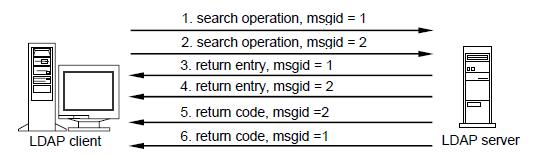 1. search operation, msgid = 1
2. search operation, msgid = 2
3. return entry, msgid = 1
4. return entry, msgid = 2
5. return code, msgid =2
6. return code, msgid =1
LDAP client
LDAP server